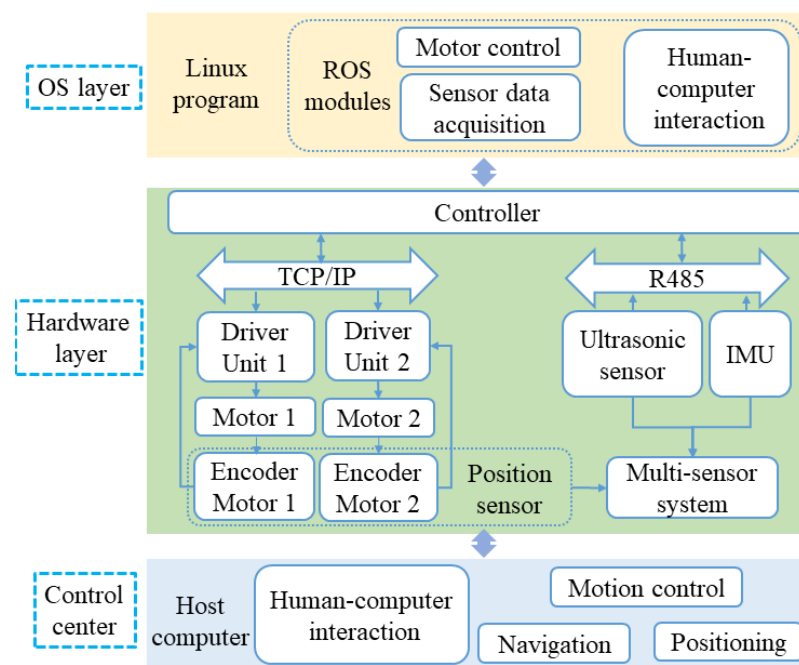 OS layer
Linux
program
ROS
modules
Motor control
Sensor data
acquisition
Human-
computer
interaction
Hardware
layer
Controller
TCP/IP
R485
Driver
Unit 1
Driver
Unit 2
Ultrasonic
sensor
IMU
Motor 1
Motor 2
Encoder
Motor 1
Encoder
Motor 2
Position
sensor
Multi-sensor
system
Control
center
Host
computer
Human-computer
interaction
Motion control
Navigation
Positioning